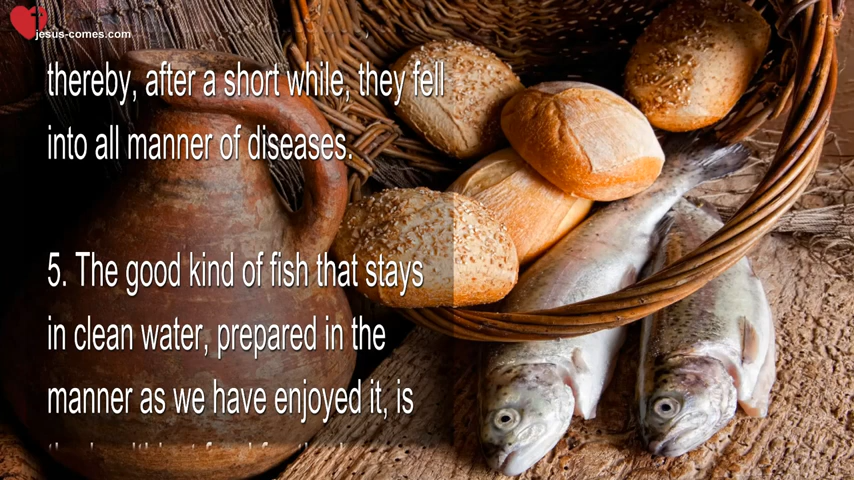 jesus-comes.com
thereby, after a short while, they fell
into all manner of diseases.
5. The good kind of fish that stays
in clean water, prepared in the
manner as we have enjoyed it, is